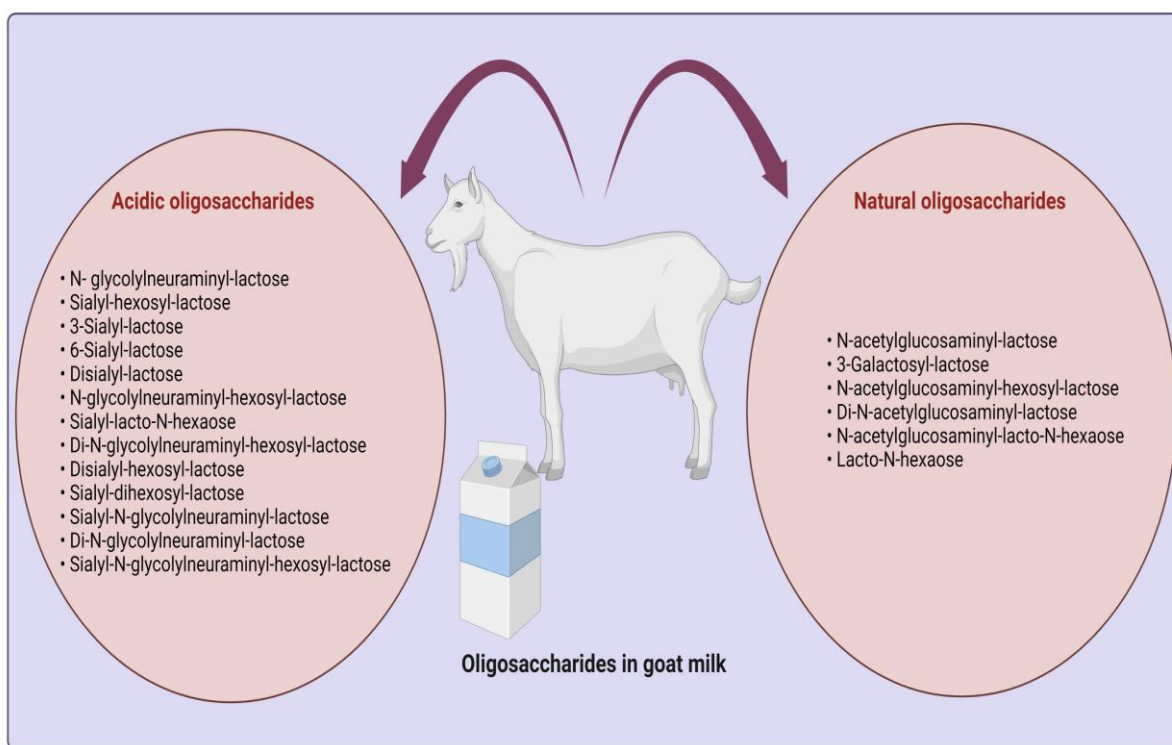 Acidic oligosaccharides
• N- glycolylneuraminyl-lactose
• Sialyl-hexosyl-lactose
• 3-Sialyl-lactose
• 6-Sialyl-lactose
• Disialyl-lactose
• N-glycolylneuraminyl-hexosyl-lactose
• Sialyl-lacto-N-hexaose
• Di-N-glycolylneuraminyl-hexosyl-lactose
• Disialyl-hexosyl-lactose
• Sialyl-dihexosyl-lactose
• Sialyl-N-glycolylneuraminyl-lactose
• Di-N-glycolylneuraminyl-lactose
• Sialyl-N-glycolylneuraminyl-hexosyl-lactose
Natural oligosaccharides
• N-acetylglucosaminyl-lactose
• 3-Galactosyl-lactose
• N-acetylglucosaminyl-hexosyl-lactose
• Di-N-acetylglucosaminyl-lactose
• N-acetylglucosaminyl-lacto-N-hexaose
• Lacto-N-hexaose
Oligosaccharides in goat milk